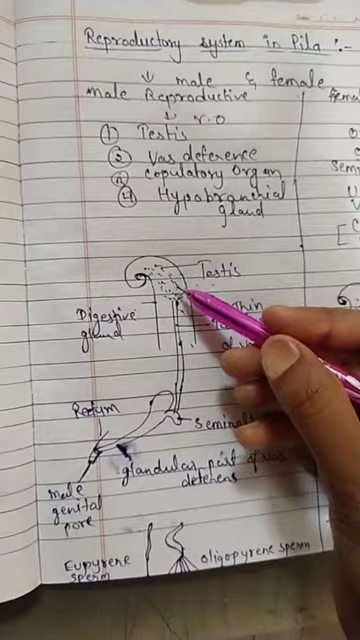 Reproductory system in Pila :-
male & female
male Reproductive
r.o
① Testis
② Vas deference
③ Copulatory Organ
④ Hypobranchial
gland
Testis
Digestive
gland
thin
Rectum
Seminal
glandular part of vas
deferens
male
genital
pore
Eupyrene
sperm
oligopyrene sperm